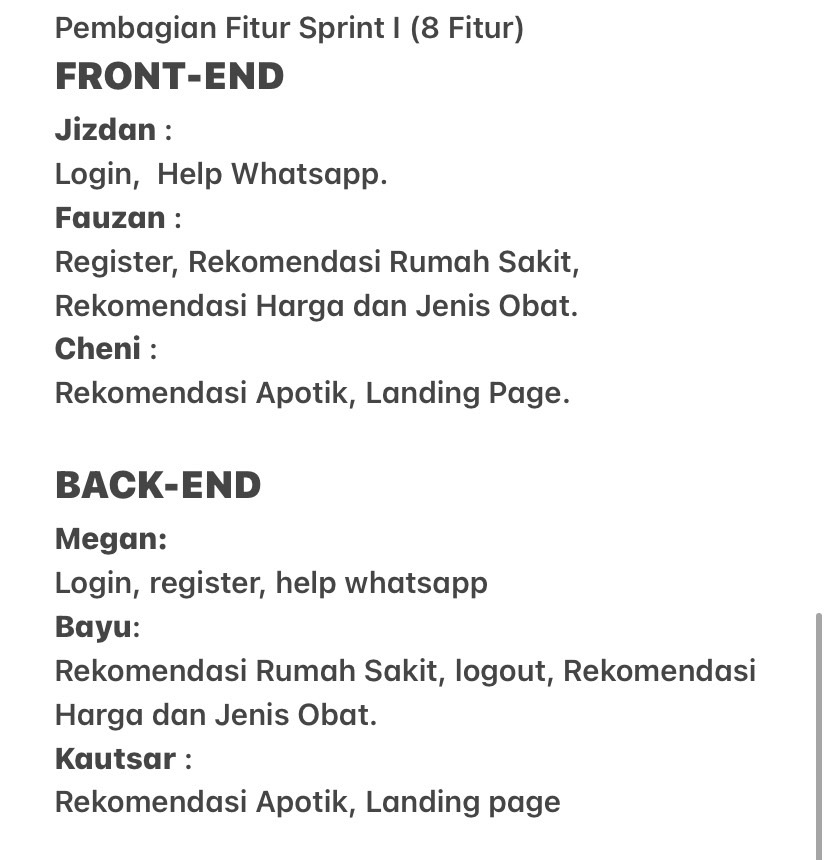 Pembagian Fitur Sprint I (8 Fitur)
FRONT-END
Jizdan :
Login,  Help Whatsapp.
Fauzan :
Register, Rekomendasi Rumah Sakit,
Rekomendasi Harga dan Jenis Obat.
Cheni :
Rekomendasi Apotik, Landing Page.
BACK-END
Megan:
Login, register, help whatsapp
Bayu:
Rekomendasi Rumah Sakit, logout, Rekomendasi
Harga dan Jenis Obat.
Kautsar :
Rekomendasi Apotik, Landing page